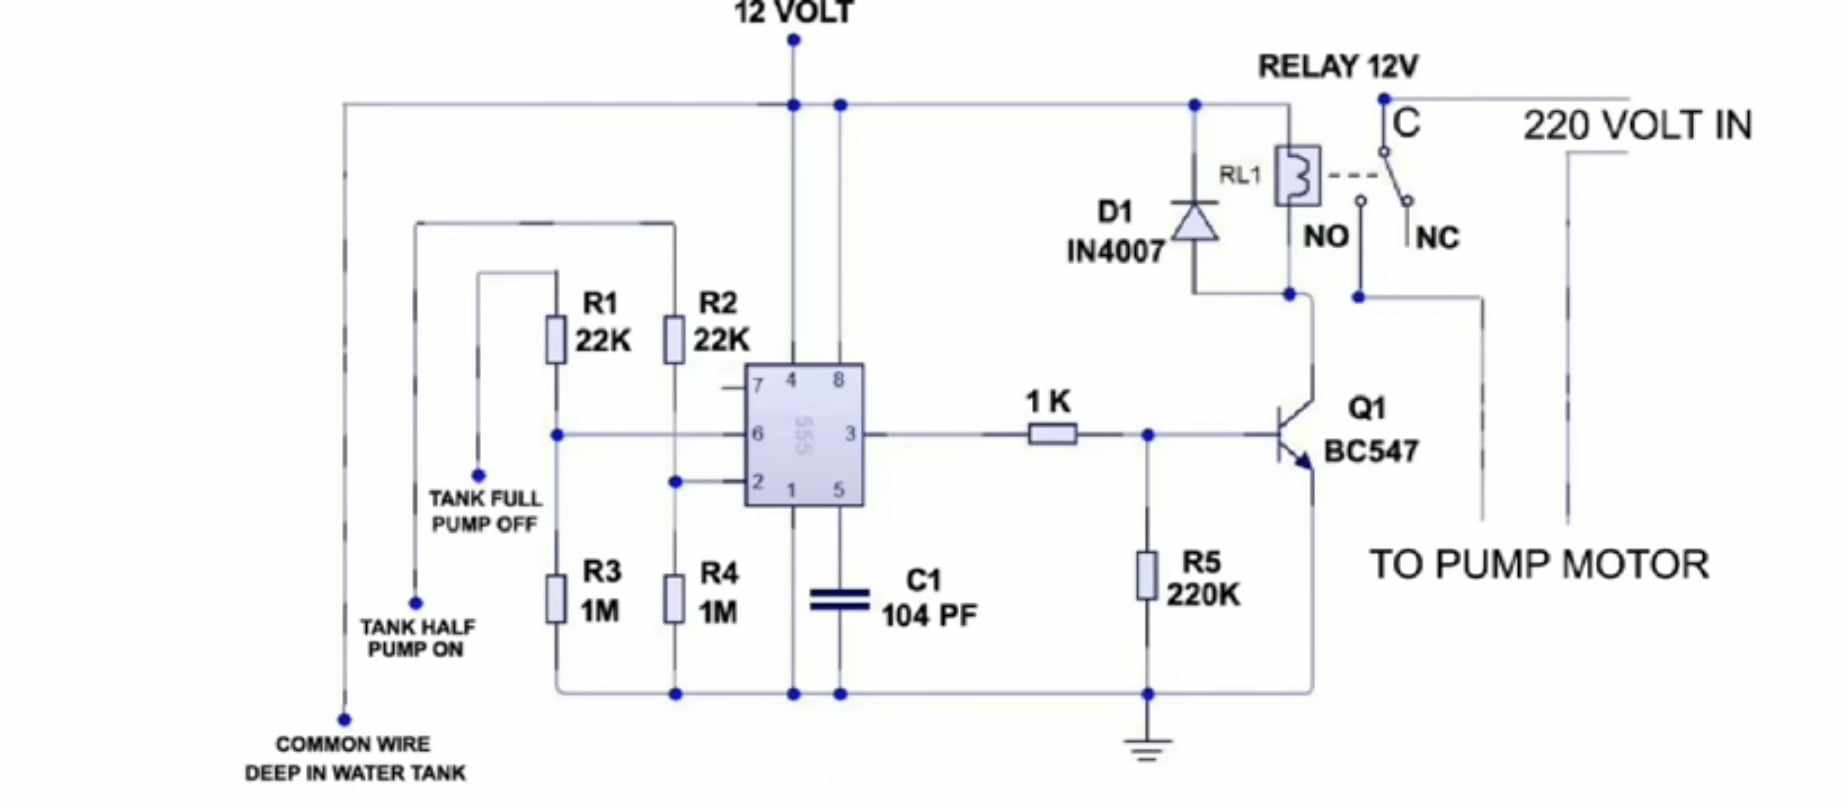 12 VOLT
RELAY 12V
C
220 VOLT IN
RL1
D1
IN4007
NO
NC
R1
22K
R2
22K
7
4
8
6
555
3
2
1
5
1 K
Q1
BC547
TANK FULL
PUMP OFF
TANK HALF
PUMP ON
R3
1M
R4
1M
C1
104 PF
R5
220K
TO PUMP MOTOR
COMMON WIRE
DEEP IN WATER TANK